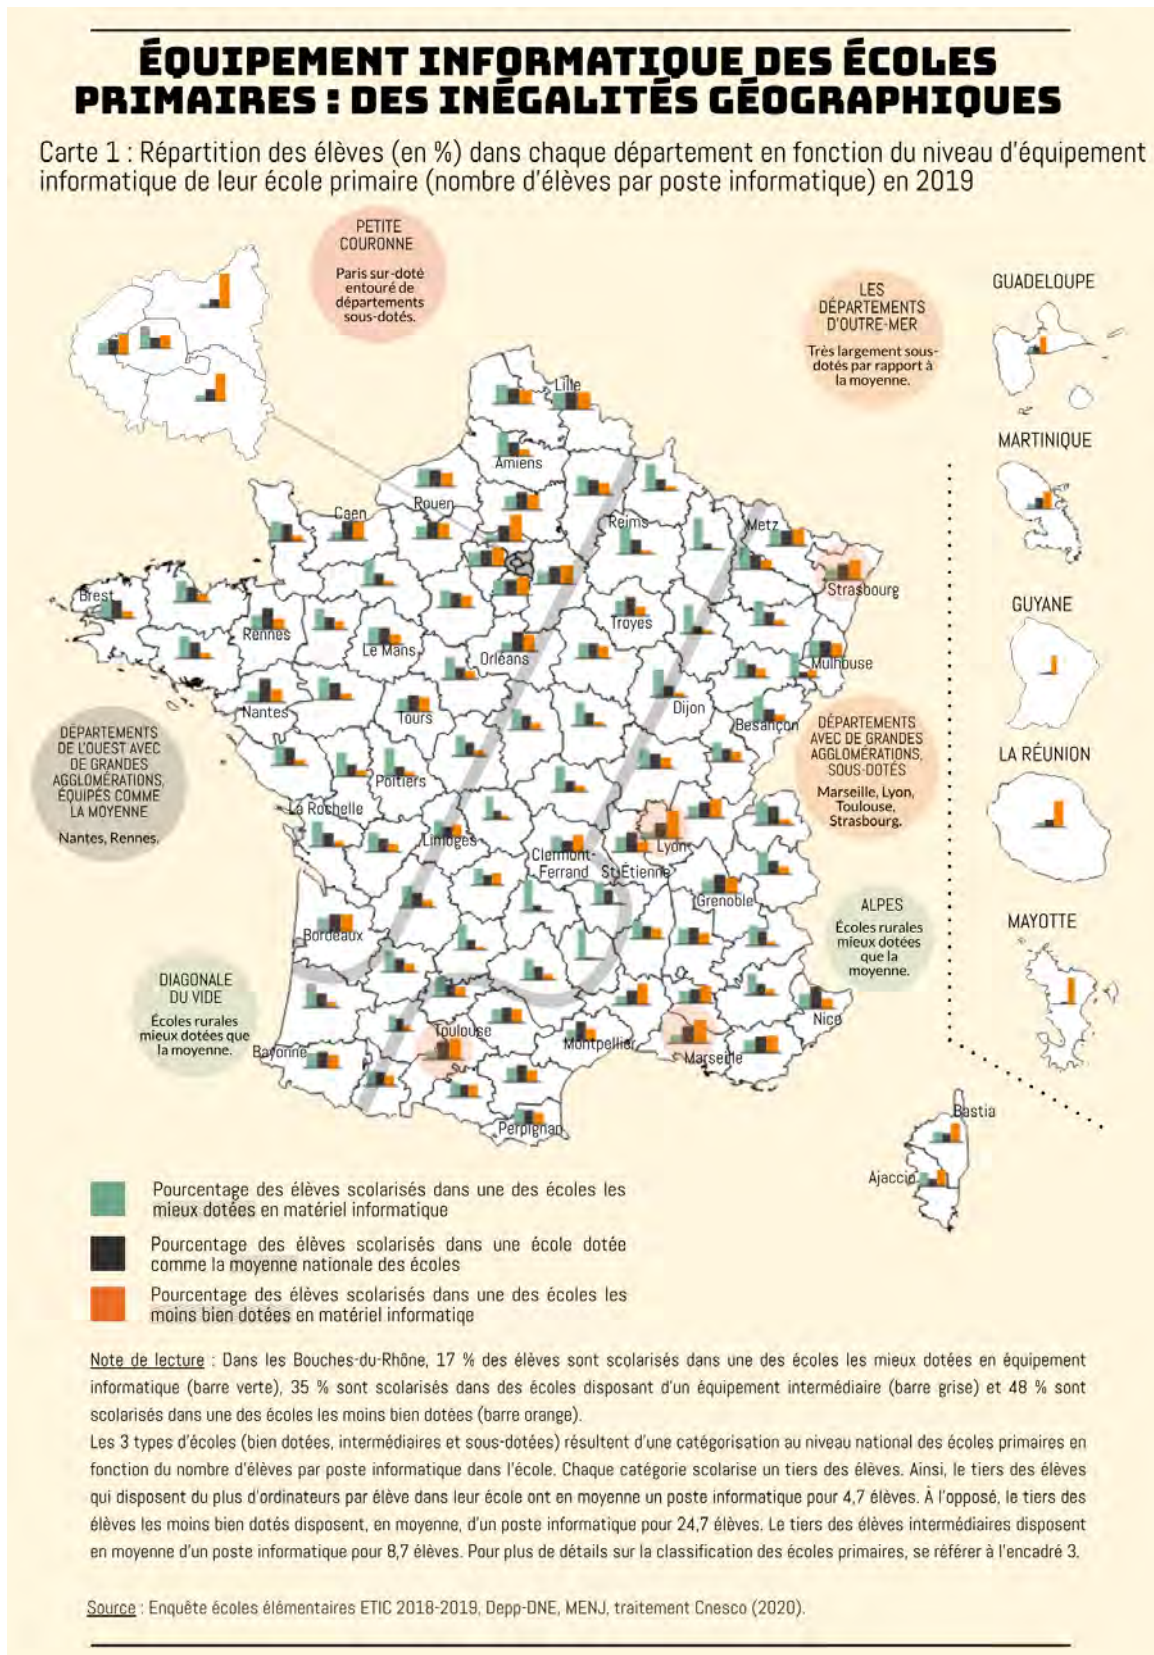 ÉQUIPEMENT INFORMATIQUE DES ÉCOLES
PRIMAIRES : DES INÉGALITÉS GÉOGRAPHIQUES
Carte 1 : Répartition des élèves (en %) dans chaque département en fonction du niveau d'équipement
informatique de leur école primaire (nombre d'élèves par poste informatique) en 2019
PETITE
COURONNE
Paris sur-doté
entouré de
départements
sous-dotés.
LES
DÉPARTEMENTS
D'OUTRE-MER
Très largement sous-
dotés par rapport à
la moyenne.
GUADELOUPE
MARTINIQUE
GUYANE
LA RÉUNION
MAYOTTE
Lille
Amiens
Rouen
Caen
Reims
Metz
Strasbourg
Brest
Rennes
Le Mans
Orléans
Troyes
Mulhouse
Nantes
Tours
Dijon
Besançon
DÉPARTEMENTS
DE L'OUEST AVEC
DE GRANDES
AGGLOMÉRATIONS,
ÉQUIPÉS COMME
LA MOYENNE
Nantes, Rennes.
DÉPARTEMENTS
AVEC DE GRANDES
AGGLOMÉRATIONS,
SOUS-DOTÉS
Marseille, Lyon,
Toulouse,
Strasbourg.
Poitiers
La Rochelle
Limoges
Clermont-
Ferrand
St-Étienne
Lyon
Grenoble
Bordeaux
ALPES
Écoles rurales
mieux dotées
que la
moyenne.
DIAGONALE
DU VIDE
Écoles rurales
mieux dotées que
la moyenne.
Bayonne
Toulouse
Montpellier
Marseille
Nice
Perpignan
Bastia
Ajaccio
Pourcentage des élèves scolarisés dans une des écoles les
mieux dotées en matériel informatique
Pourcentage des élèves scolarisés dans une école dotée
comme la moyenne nationale des écoles
Pourcentage des élèves scolarisés dans une des écoles les
moins bien dotées en matériel informatiqe
Note de lecture : Dans les Bouches-du-Rhône, 17 % des élèves sont scolarisés dans une des écoles les mieux dotées en équipement
informatique (barre verte), 35 % sont scolarisés dans des écoles disposant d'un équipement intermédiaire (barre grise) et 48 % sont
scolarisés dans une des écoles les moins bien dotées (barre orange).
Les 3 types d'écoles (bien dotées, intermédiaires et sous-dotées) résultent d'une catégorisation au niveau national des écoles primaires en
fonction du nombre d'élèves par poste informatique dans l'école. Chaque catégorie scolarise un tiers des élèves. Ainsi, le tiers des élèves
qui disposent du plus d'ordinateurs par élève dans leur école ont en moyenne un poste informatique pour 4,7 élèves. À l'opposé, le tiers des
élèves les moins bien dotés disposent, en moyenne, d'un poste informatique pour 24,7 élèves. Le tiers des élèves intermédiaires disposent
en moyenne d'un poste informatique pour 8,7 élèves. Pour plus de détails sur la classification des écoles primaires, se référer à l'encadré 3.
Source : Enquête écoles élémentaires ETIC 2018-2019, Depp-DNE, MENJ, traitement Cnesco (2020).